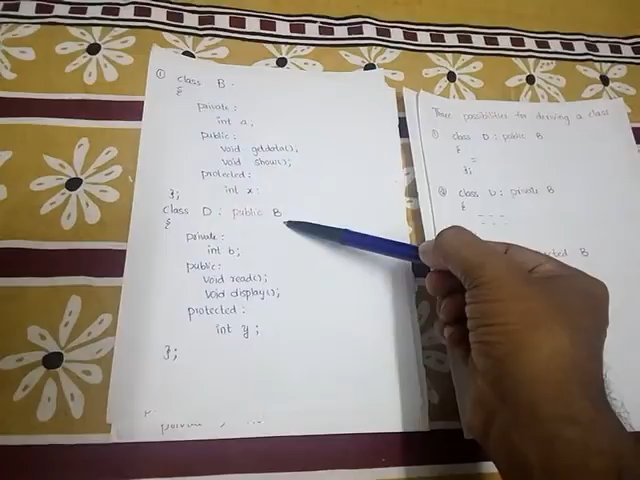 ① class B
{
private:
int a;
public:
void getdata();
void show();
protected:
int x;
};
class D: public B
{
private:
int b;
public:
void read();
void display();
protected:
int y;
};
Three possibilities for deriving a class
① class D: public B
{
=
};
② class D: private B
{
B